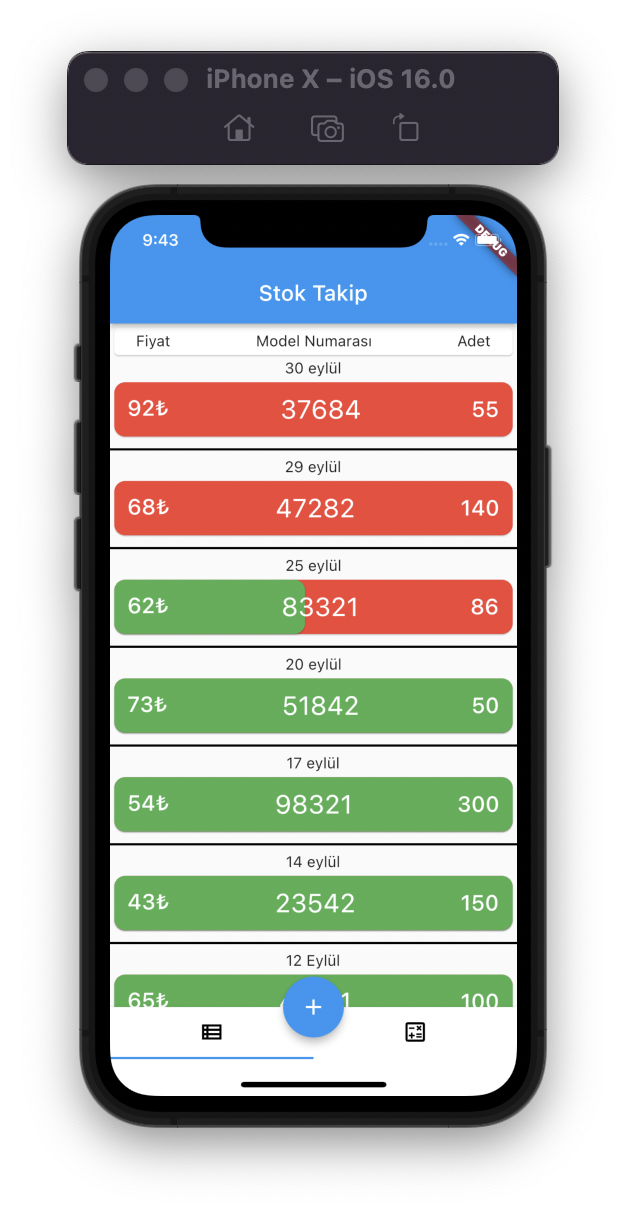 iPhone X – iOS 16.0
9:43
DEBUG
Stok Takip
Fiyat Model Numarası Adet
30 eylül
92₺ 37684 55
29 eylül
68₺ 47282 140
25 eylül
62₺ 83321 86
20 eylül
73₺ 51842 50
17 eylül
54₺ 98321 300
14 eylül
43₺ 23542 150
12 Eylül
65₺ 100
+